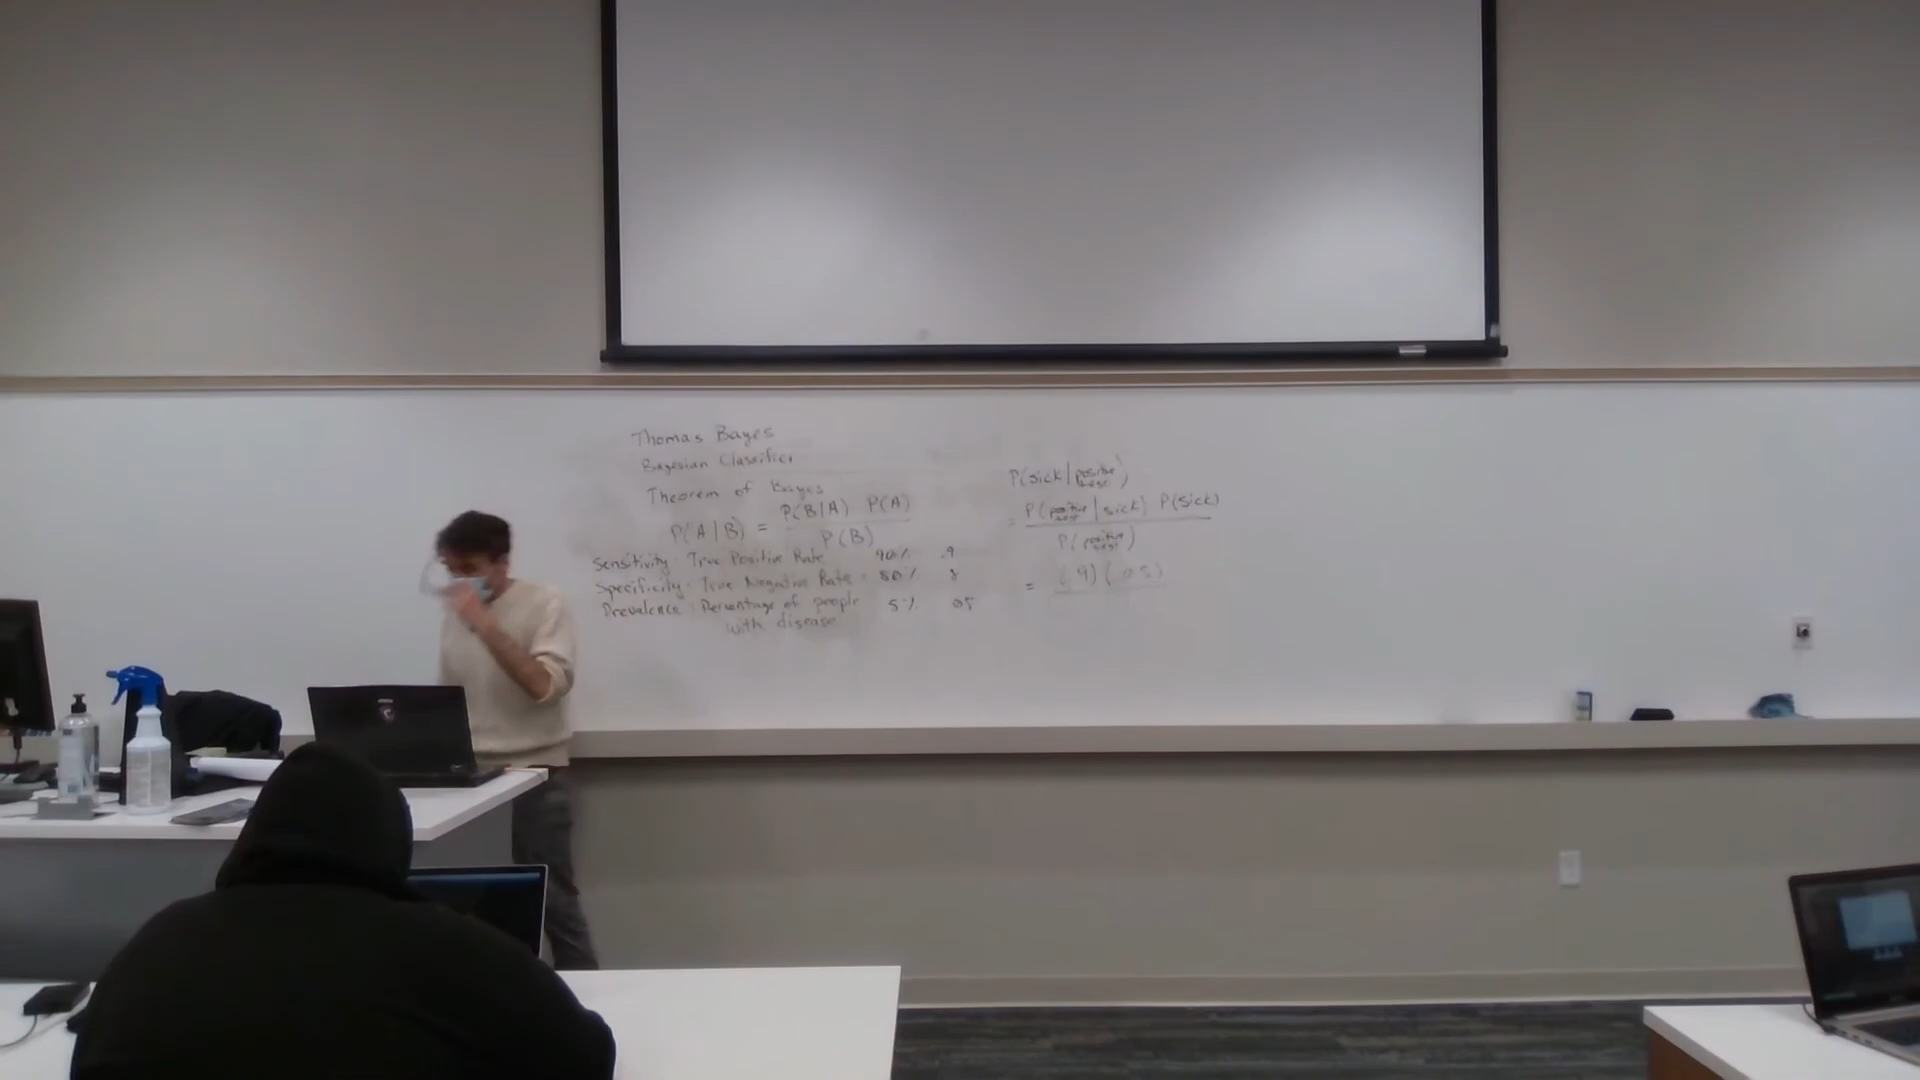 Thomas Bayes
Bayesian Classifier
Theorem of Bayes
P(A|B) = P(B|A) P(A)
P(B)
Sensitivity: True Positive Rate 90% .9
Specificity: True Negative Rate = 80% .8
Prevalence: Percentage of people 5% .05
with disease
P(sick|positive test)
= P(positive test|sick) P(sick)
P(positive test)
= (.9)(.05)